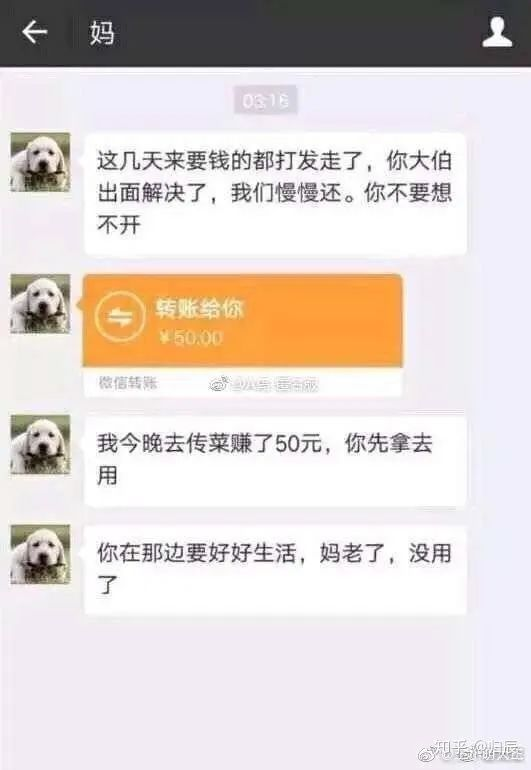 妈
03:16
这几天来要钱的都打发走了，你大伯
出面解决了，我们慢慢还。你不要想
不开
转账给你
￥50.00
微信转账
我今晚去传菜赚了50元，你先拿去
用
你在那边要好好生活，妈老了，没用
了
知乎 @归辰